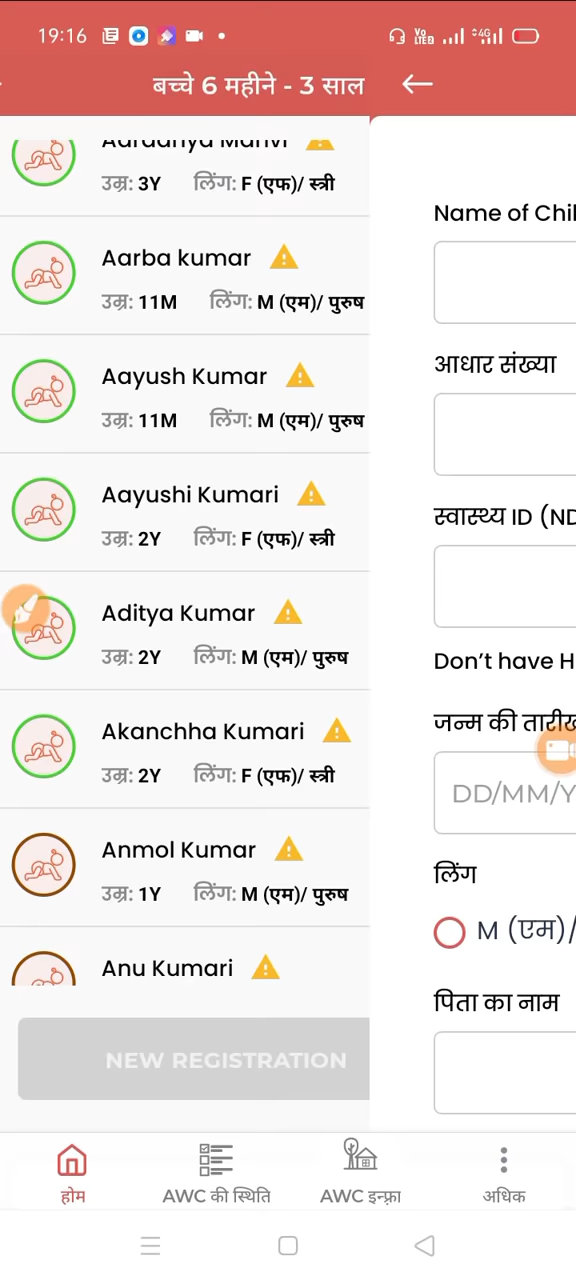 19:16
Vo LTE2 4G
बच्चे 6 महीने - 3 साल
उम्र: 3Y लिंग: F (एफ)/ स्त्री
Aarba kumar
उम्र: 11M लिंग: M (एम)/ पुरुष
Aayush Kumar
उम्र: 11M लिंग: M (एम)/ पुरुष
Aayushi Kumari
उम्र: 2Y लिंग: F (एफ)/ स्त्री
Aditya Kumar
उम्र: 2Y लिंग: M (एम)/ पुरुष
Akanchha Kumari
उम्र: 2Y लिंग: F (एफ)/ स्त्री
Anmol Kumar
उम्र: 1Y लिंग: M (एम)/ पुरुष
Anu Kumari
NEW REGISTRATION
Name of Chil
आधार संख्या
स्वास्थ्य ID (ND
Don't have H
जन्म की तारीख
DD/MM/Y
लिंग
M (एम)/
पिता का नाम
होम
AWC की स्थिति
AWC इन्फ़्रा
अधिक